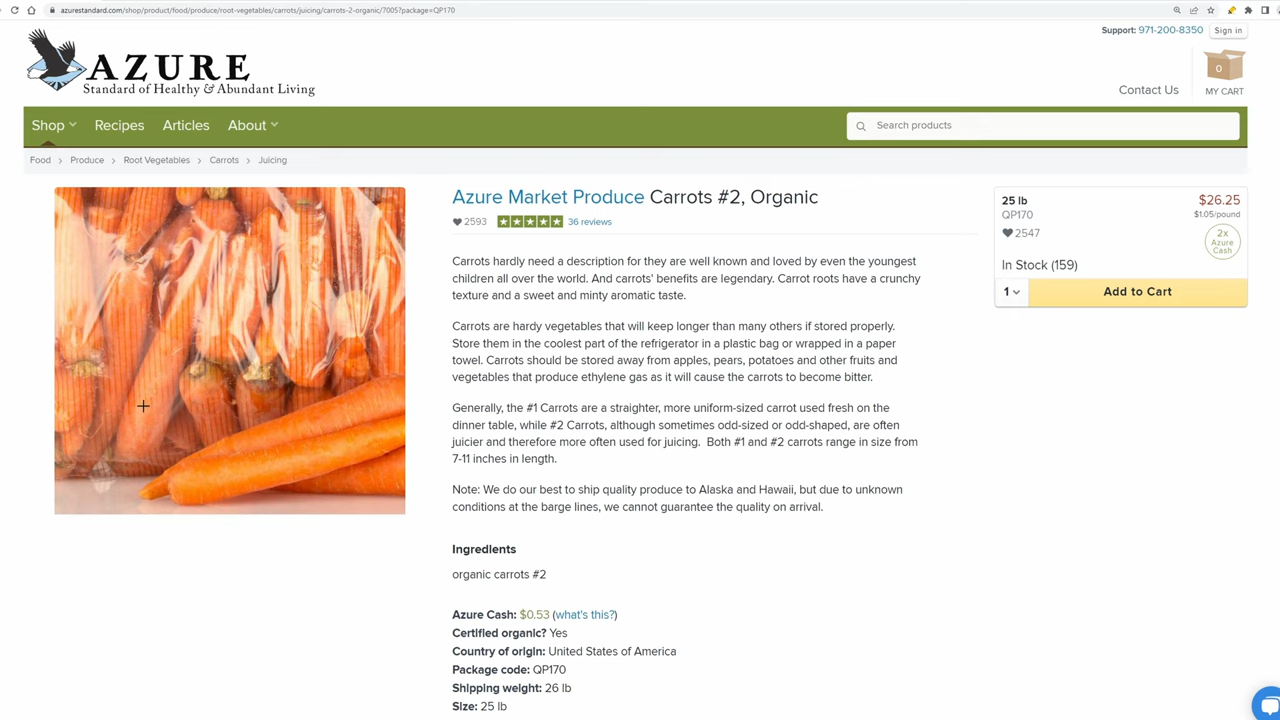 azurestandard.com/shop/product/food/produce/root-vegetables/carrots/juicing/carrots-2-organic/7005?package=QP170
Support: 971-200-8350
Sign in
AZURE
Standard of Healthy & Abundant Living
Contact Us
0
MY CART
Shop
Recipes
Articles
About
Search products
Food > Produce > Root Vegetables > Carrots > Juicing
Azure Market Produce Carrots #2, Organic
2593
36 reviews
Carrots hardly need a description for they are well known and loved by even the youngest
children all over the world. And carrots' benefits are legendary. Carrot roots have a crunchy
texture and a sweet and minty aromatic taste.
Carrots are hardy vegetables that will keep longer than many others if stored properly.
Store them in the coolest part of the refrigerator in a plastic bag or wrapped in a paper
towel. Carrots should be stored away from apples, pears, potatoes and other fruits and
vegetables that produce ethylene gas as it will cause the carrots to become bitter.
Generally, the #1 Carrots are a straighter, more uniform-sized carrot used fresh on the
dinner table, while #2 Carrots, although sometimes odd-sized or odd-shaped, are often
juicier and therefore more often used for juicing. Both #1 and #2 carrots range in size from
7-11 inches in length.
Note: We do our best to ship quality produce to Alaska and Hawaii, but due to unknown
conditions at the barge lines, we cannot guarantee the quality on arrival.
Ingredients
organic carrots #2
Azure Cash: $0.53 (what's this?)
Certified organic? Yes
Country of origin: United States of America
Package code: QP170
Shipping weight: 26 lb
Size: 25 lb
25 lb
$26.25
QP170
$1.05/pound
2547
2x
Azure
Cash
In Stock (159)
1
Add to Cart